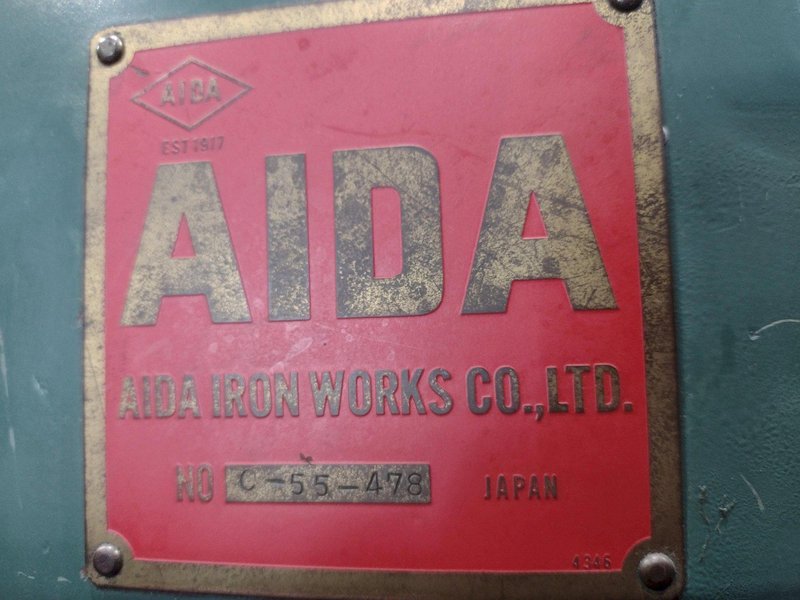 AIDA
EST 1917
AIDA
AIDA IRON WORKS CO.,LTD.
NO C-55-478 JAPAN
4346